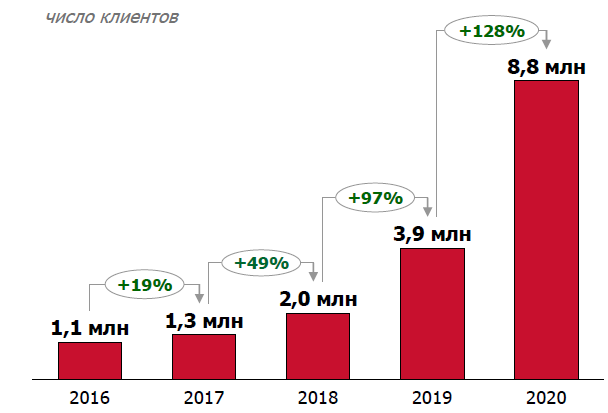 число клиентов
+128%
8,8 млн
+97%
3,9 млн
+49%
2,0 млн
+19%
1,3 млн
1,1 млн
2016 2017 2018 2019 2020